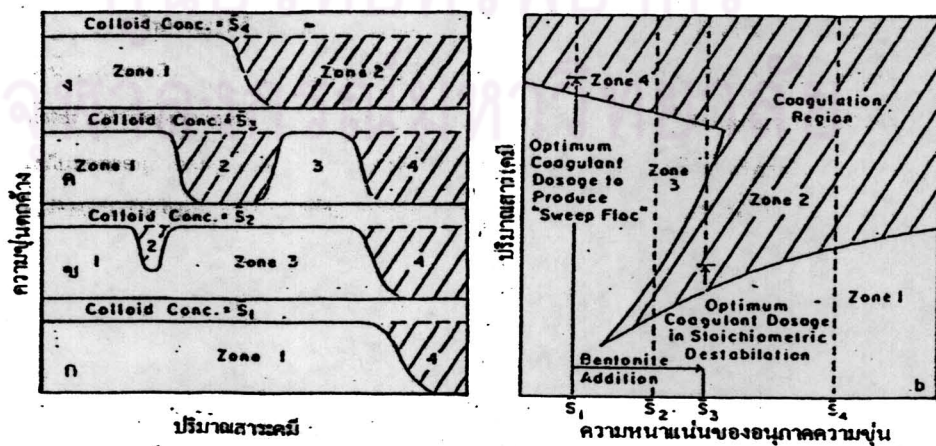 Colloid Conc. = S̄4
Zone 1
Zone 2
ง
Colloid Conc. = S̄3
Zone 1
2
3
4
ค
Colloid Conc. = S̄2
1
2
Zone 3
4
ข
Colloid Conc. = S̄1
Zone 1
4
ก
ความขุ่นตกค้าง
ปริมาณสาระคมี
Zone 4
Coagulation
Region
Optimum
Coagulant
Dosage to
Produce
"Sweep Floc"
Zone
3
Zone 2
Zone 1
Optimum
Coagulant Dosage
in Stoichiometric
Destabilation
Bentonite
Addition
b
S̄1
S̄2
S̄3
S̄4
ปริมาณสารเคมี
ความหนาแน่นของอนุภาคความขุ่น